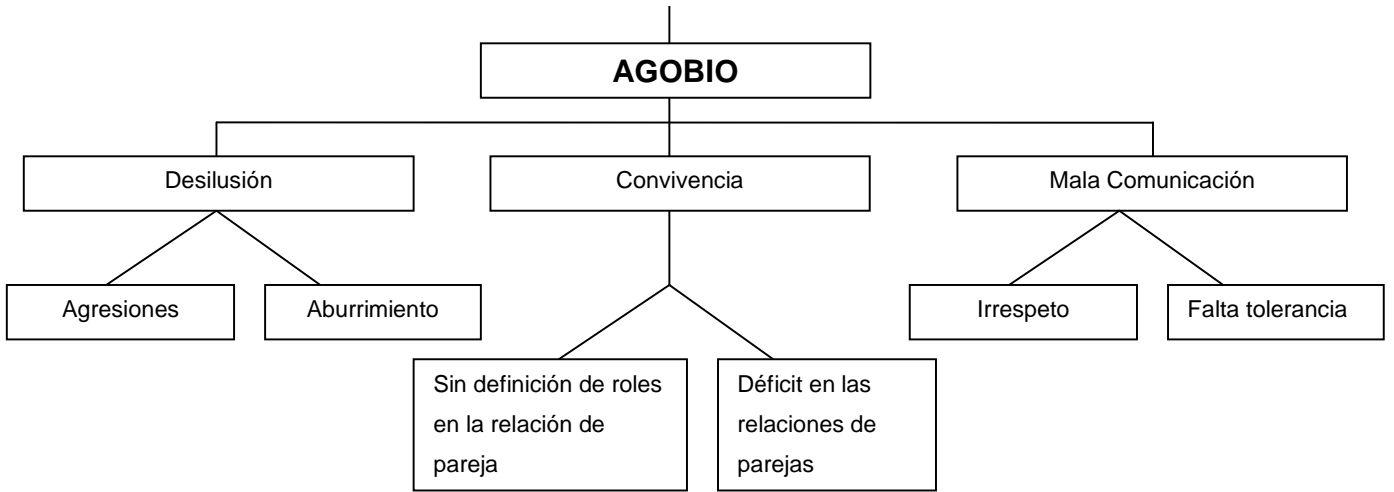 AGOBIO
Desilusión
Convivencia
Mala Comunicación
Agresiones
Aburrimiento
Irrespeto
Falta tolerancia
Sin definición de roles
en la relación de
pareja
Déficit en las
relaciones de
parejas